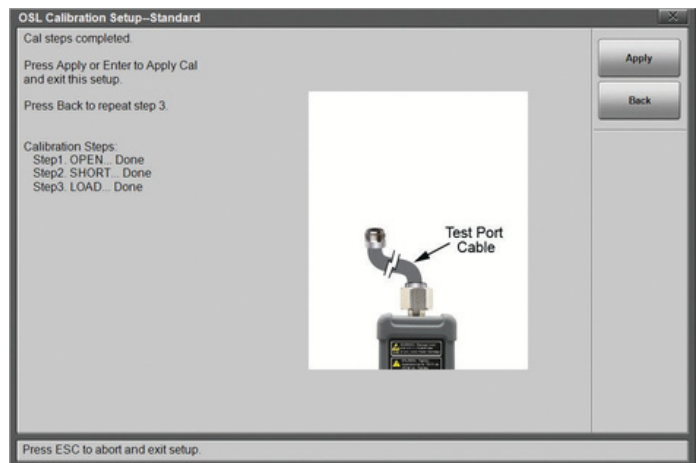 OSL Calibration Setup--Standard
Cal steps completed.
Press Apply or Enter to Apply Cal
and exit this setup.
Press Back to repeat step 3.
Calibration Steps:
Step1. OPEN... Done
Step2. SHORT... Done
Step3. LOAD... Done
Apply
Back
Test Port
Cable
Press ESC to abort and exit setup.